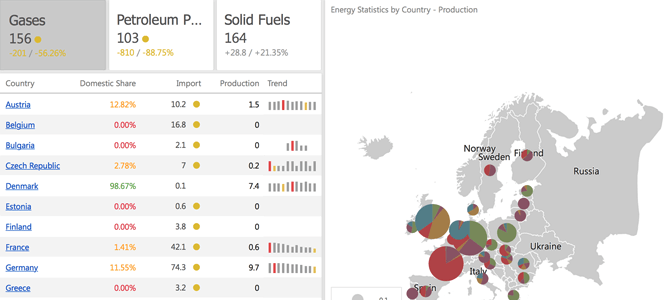 Gases
156
-201 / -56.26%
Petroleum P...
103
-810 / -88.75%
Solid Fuels
164
+28.8 / +21.35%
Energy Statistics by Country - Production
Country Domestic Share Import Production Trend
Austria 12.82% 10.2 1.5
Belgium 0.00% 16.8 0
Bulgaria 0.00% 2.1 0
Czech Republic 2.78% 7 0.2
Denmark 98.67% 0.1 7.4
Estonia 0.00% 0.6 0
Finland 0.00% 3.8 0
France 1.41% 42.1 0.6
Germany 11.55% 74.3 9.7
Greece 0.00% 3.2 0
Norway
Sweden
Finland
Russia
Ukraine
Italy
Spain
0.1